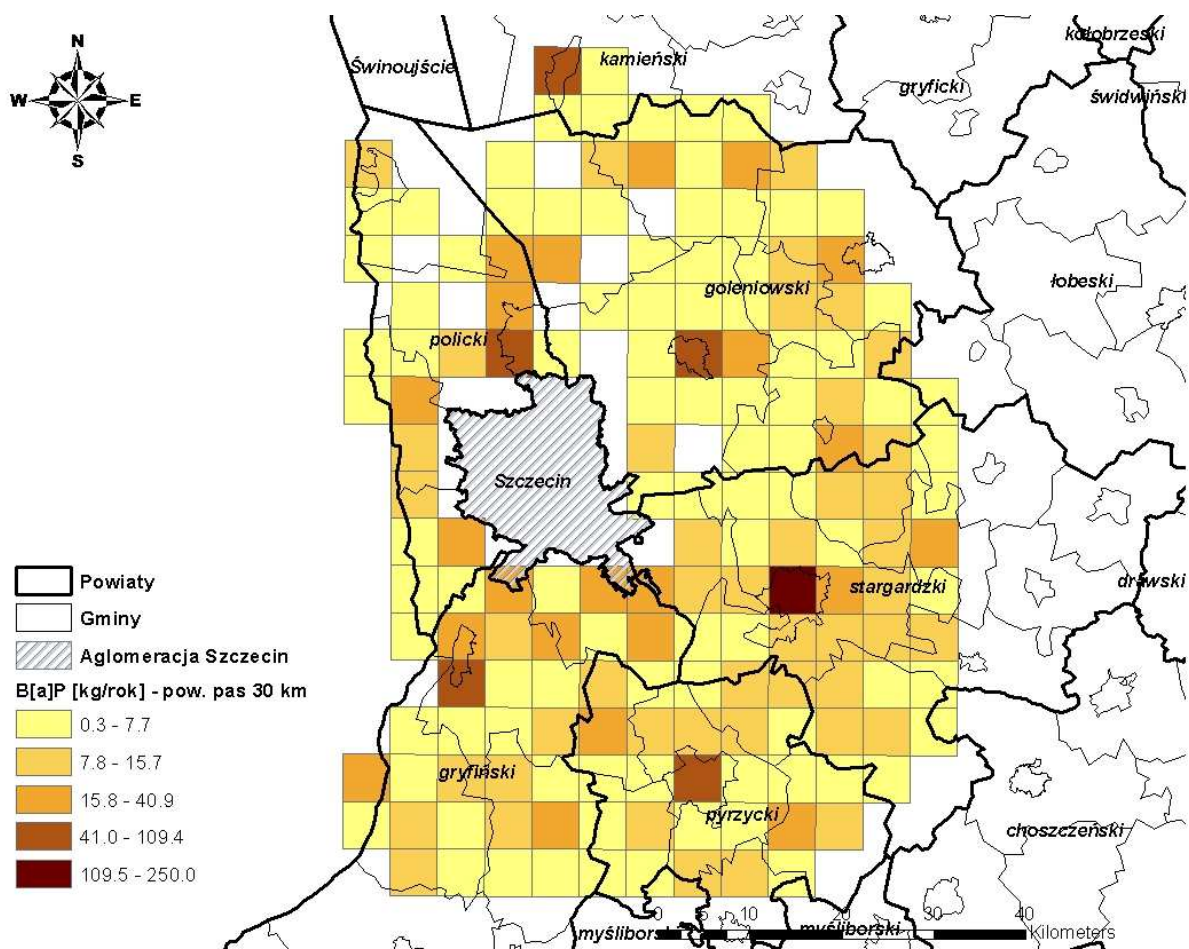 N
W E
S
Świnoujście
kamieński
kołobrzeski
gryficki
świdwiński
goleniowski
łobeski
policki
Szczecin
stargardzki
drawski
gryfiński
pyrzycki
choszczeński
myśliborski
myśliborski
Powiaty
Gminy
Aglomeracja Szczecin
B[a]P [kg/rok] - pow. pas 30 km
0.3 - 7.7
7.8 - 15.7
15.8 - 40.9
41.0 - 109.4
109.5 - 250.0
0 5 10 20 30 40
Kilometers